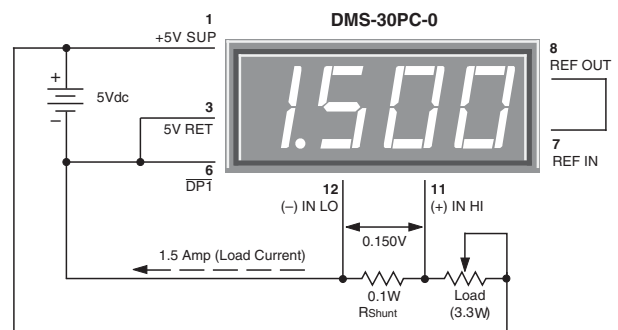 DMS-30PC-0
1
+5V SUP
8
REF OUT
+
5Vdc
−
1.500
3
5V RET
7
REF IN
6
DP1
12
(–) IN LO
11
(+) IN HI
0.150V
1.5 Amp (Load Current)
0.1W
RShunt
Load
(3.3W)